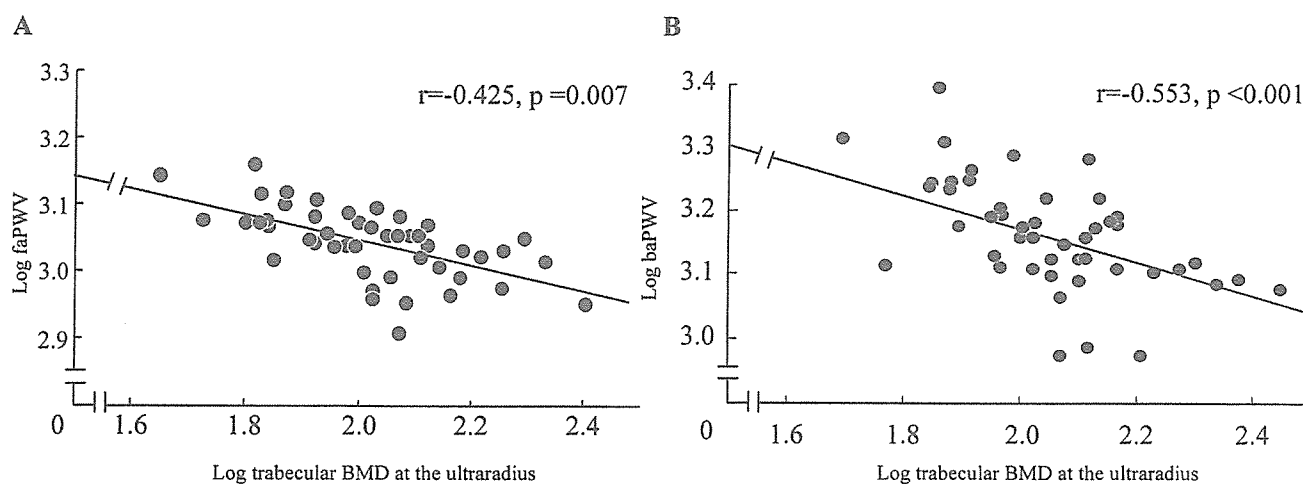 A
3.3
r=-0.425, p =0.007
3.2
3.1
3.0
2.9
Log faPWV
0
1.6
1.8
2.0
2.2
2.4
Log trabecular BMD at the ultraradius
B
3.4
r=-0.553, p <0.001
3.3
3.2
3.1
3.0
Log baPWV
0
1.6
1.8
2.0
2.2
2.4
Log trabecular BMD at the ultraradius